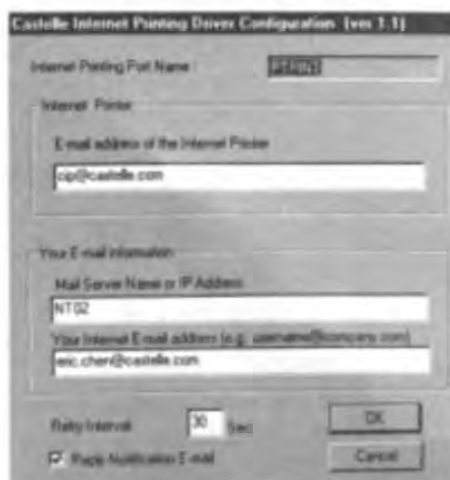 Castelle Internet Printing Driver Configuration (ver 1.1)
Internet Printing Port Name :
Internet Printer
E-mail address of the Internet Printer
cip@castelle.com
Your E-mail information
Mail Server Name or IP Address
NT02
Your Internet E-mail address (e.g. username@company.com)
eric.chen@castelle.com
Retry Interval: 30 Sec
OK
Reply Notification E-mail
Cancel